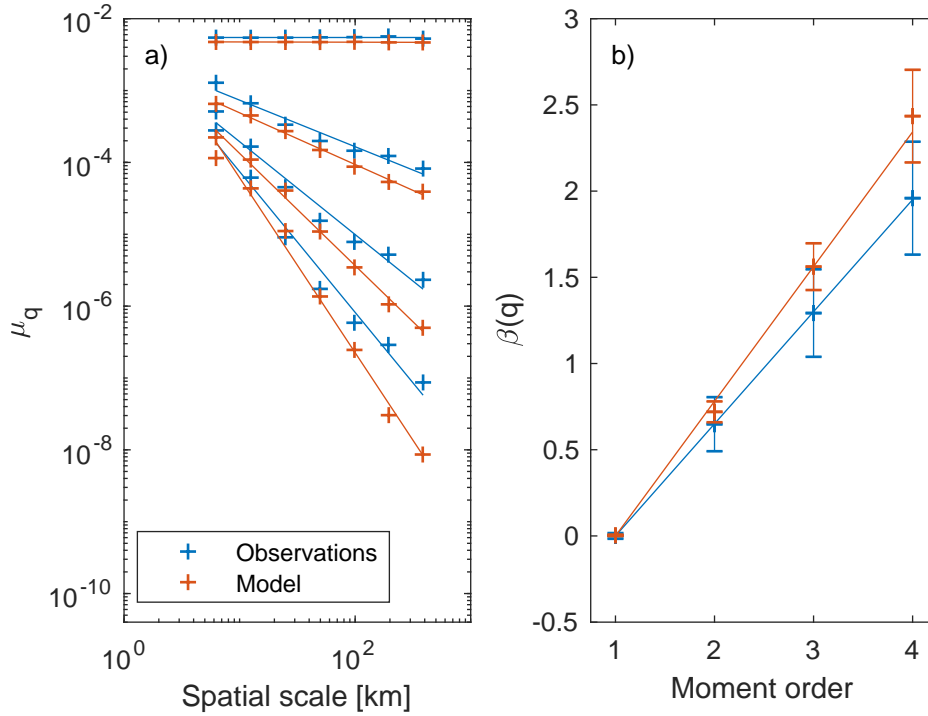 a)
10^-2
10^-4
10^-6
10^-8
10^-10
μ_q
Observations
Model
10^0
10^2
Spatial scale [km]
b)
3
2.5
2
1.5
1
0.5
0
-0.5
β(q)
1 2 3 4
Moment order